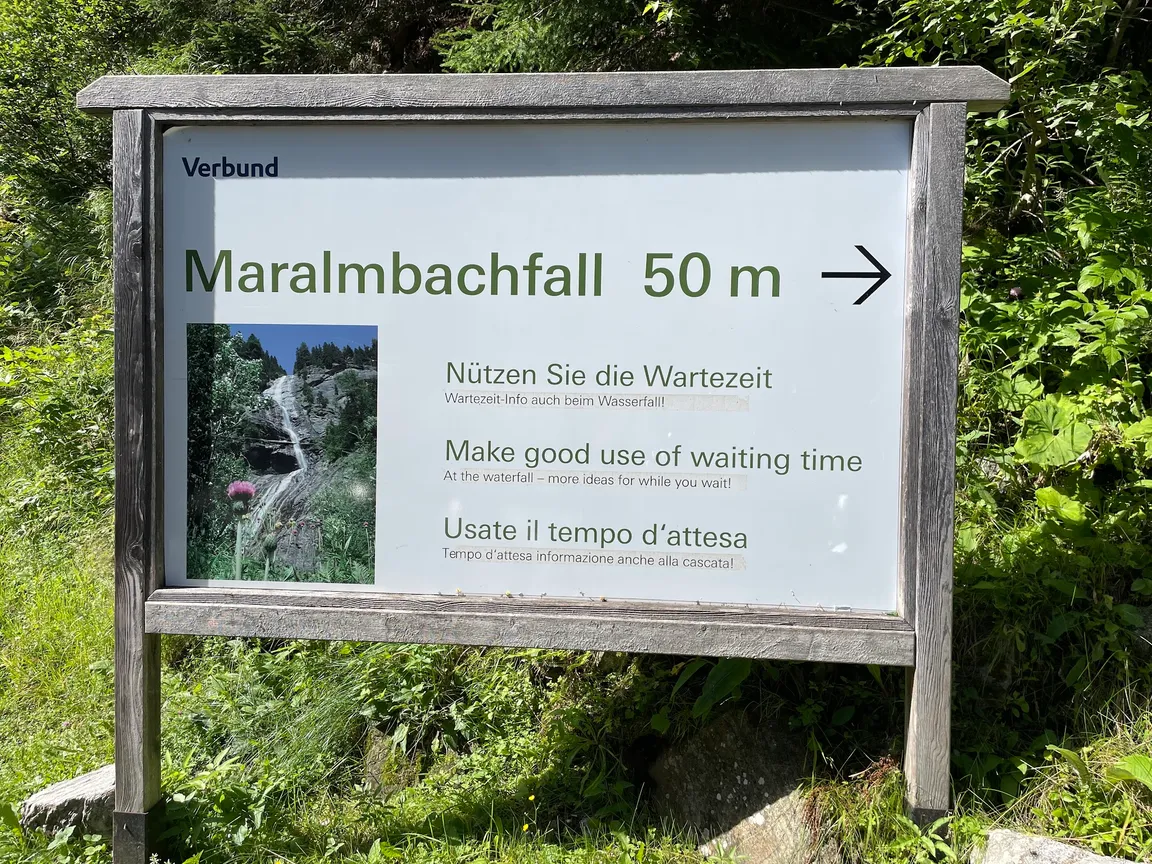 Verbund
Maralmbachfall 50 m →
Nützen Sie die Wartezeit
Wartezeit-Info auch beim Wasserfall!
Make good use of waiting time
At the waterfall – more ideas for while you wait!
Usate il tempo d‘attesa
Tempo d’attesa informazione anche alla cascata!